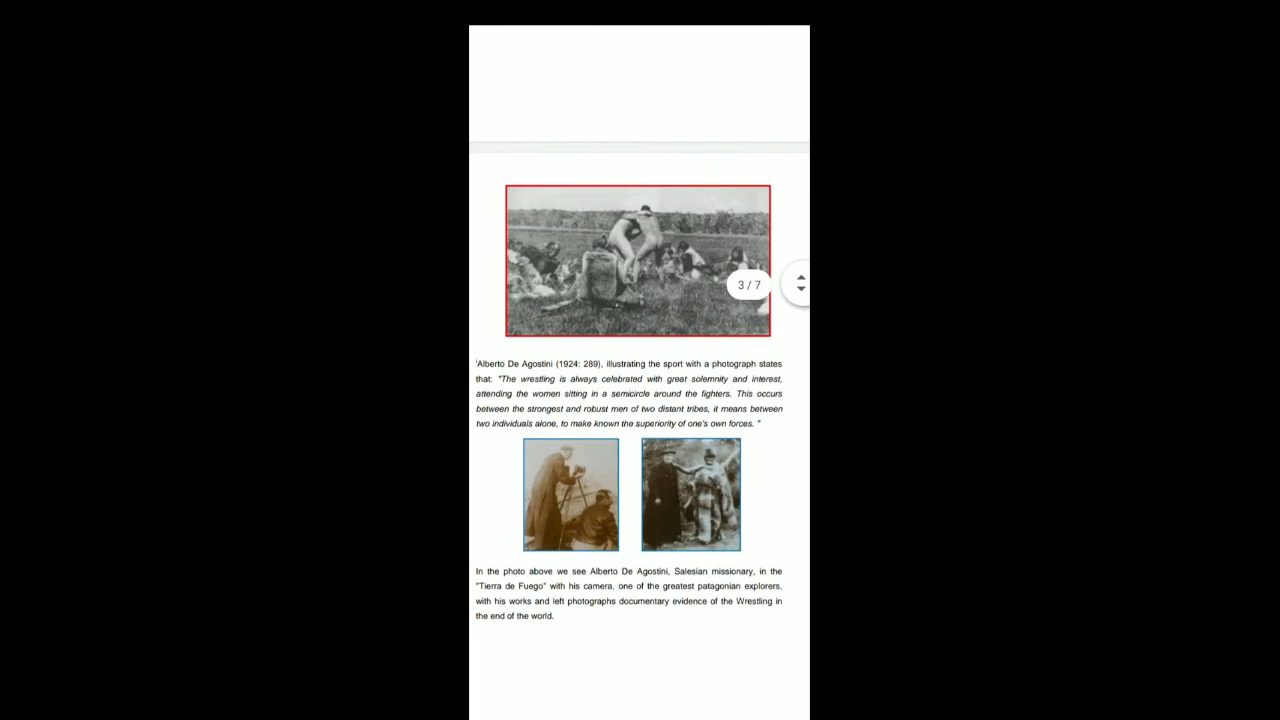 3 / 7
'Alberto De Agostini (1924: 289), illustrating the sport with a photograph states
that: "The wrestling is always celebrated with great solemnity and interest,
attending the women sitting in a semicircle around the fighters. This occurs
between the strongest and robust men of two distant tribes, it means between
two individuals alone, to make known the superiority of one's own forces. "
In the photo above we see Alberto De Agostini, Salesian missionary, in the
"Tierra de Fuego" with his camera, one of the greatest patagonian explorers,
with his works and left photographs documentary evidence of the Wrestling in
the end of the world.